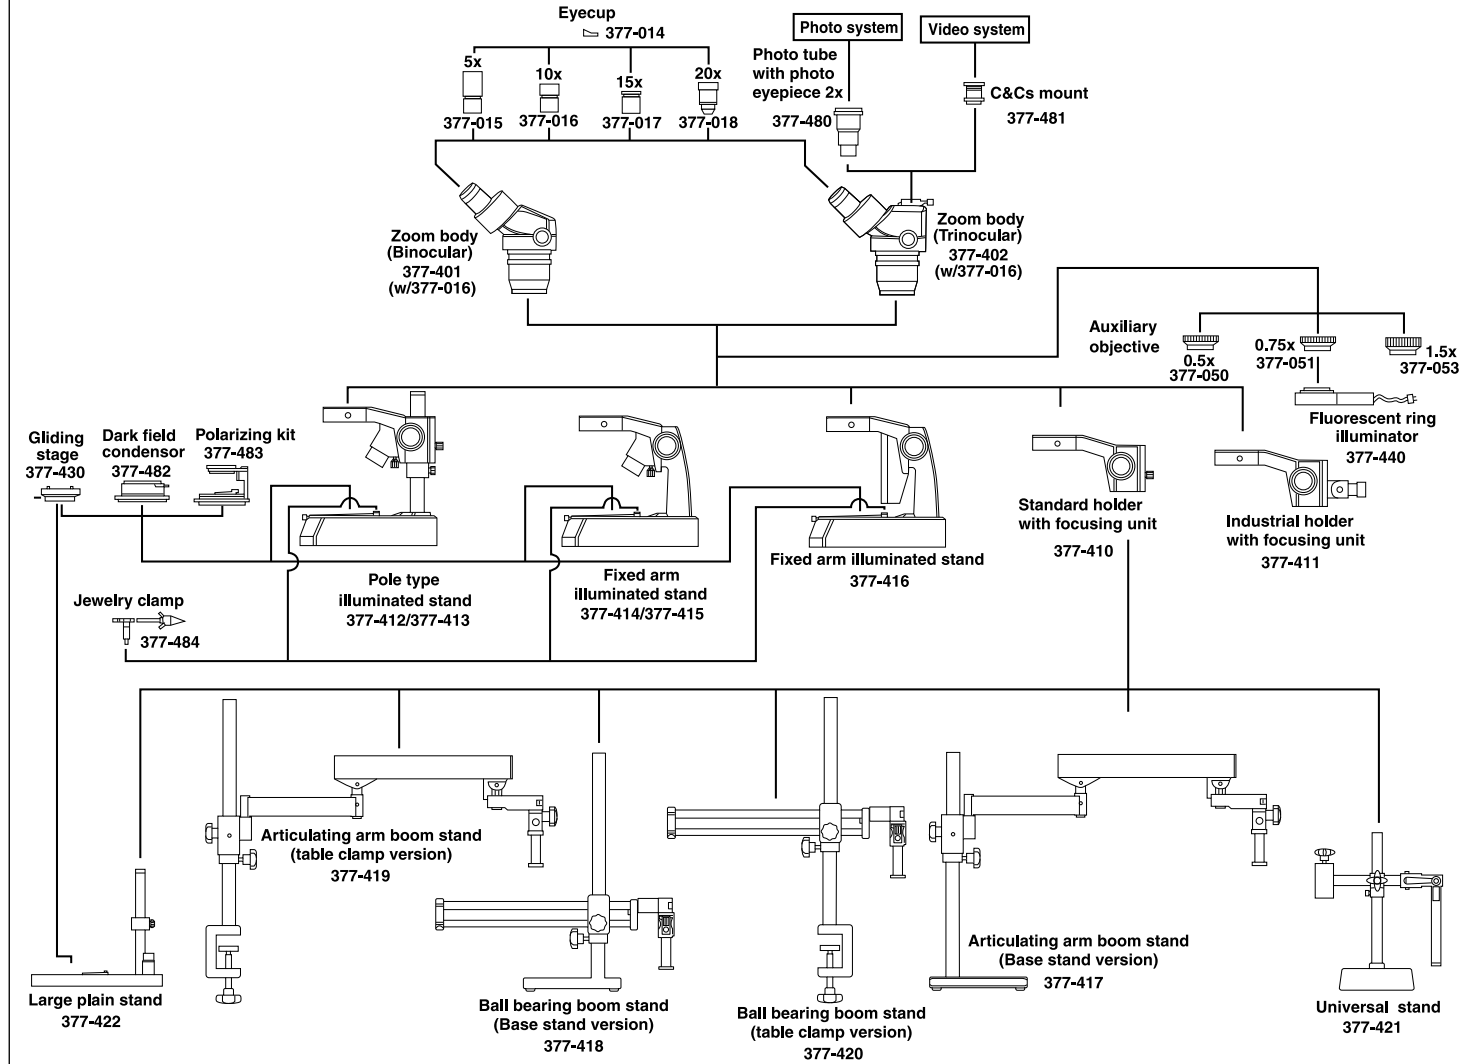 Eyecup
377-014
Photo system
Video system
5x
377-015
10x
377-016
15x
377-017
20x
377-018
Photo tube
with photo
eyepiece 2x
377-480
C&Cs mount
377-481
Zoom body
(Binocular)
377-401
(w/377-016)
Zoom body
(Trinocular)
377-402
(w/377-016)
Auxiliary
objective
0.5x
377-050
0.75x
377-051
1.5x
377-053
Fluorescent ring
illuminator
377-440
Gliding
stage
377-430
Dark field
condensor
377-482
Polarizing kit
377-483
Pole type
illuminated stand
377-412/377-413
Fixed arm
illuminated stand
377-414/377-415
Fixed arm illuminated stand
377-416
Standard holder
with focusing unit
377-410
Industrial holder
with focusing unit
377-411
Jewelry clamp
377-484
Articulating arm boom stand
(table clamp version)
377-419
Large plain stand
377-422
Ball bearing boom stand
(Base stand version)
377-418
Ball bearing boom stand
(table clamp version)
377-420
Articulating arm boom stand
(Base stand version)
377-417
Universal stand
377-421